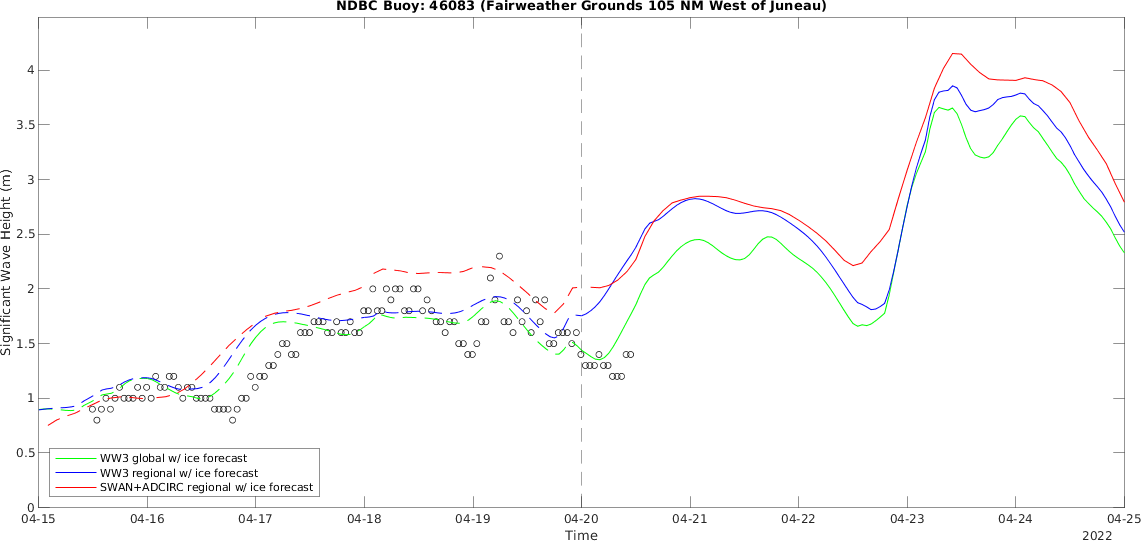 NDBC Buoy: 46083 (Fairweather Grounds 105 NM West of Juneau)
Significant Wave Height (m)
4
3.5
3
2.5
2
1.5
1
0.5
0
WW3 global w/ ice forecast
WW3 regional w/ ice forecast
SWAN+ADCIRC regional w/ ice forecast
04-15 04-16 04-17 04-18 04-19 04-20 04-21 04-22 04-23 04-24 04-25
Time
2022